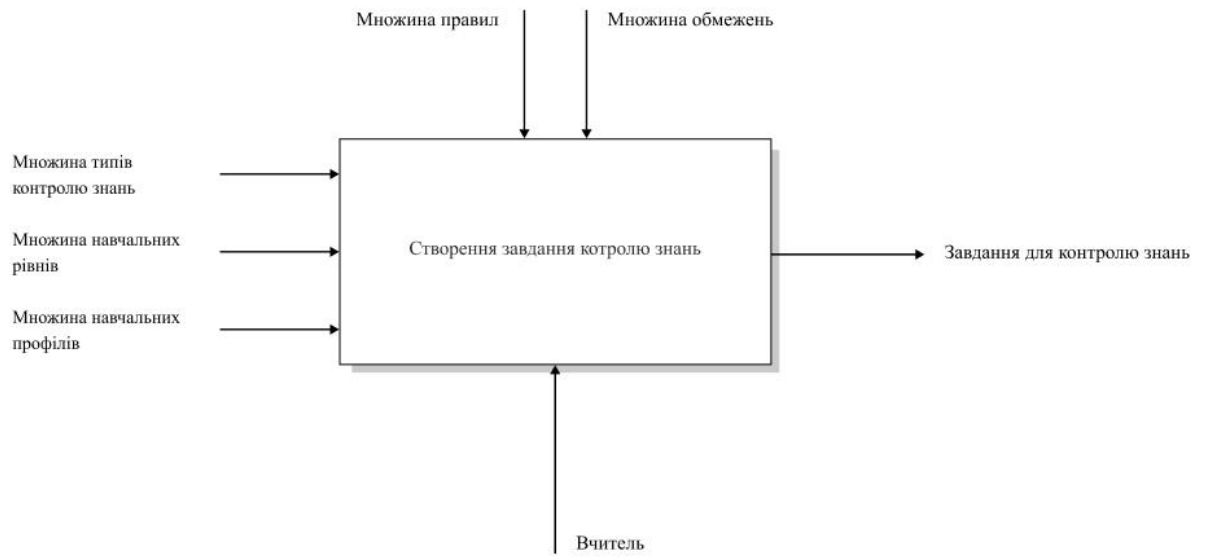 Множина правил
Множина обмежень
Множина типів
контролю знань
Множина навчальних
рівнів
Множина навчальних
профілів
Створення завдання котролю знань
Завдання для контролю знань
Вчитель